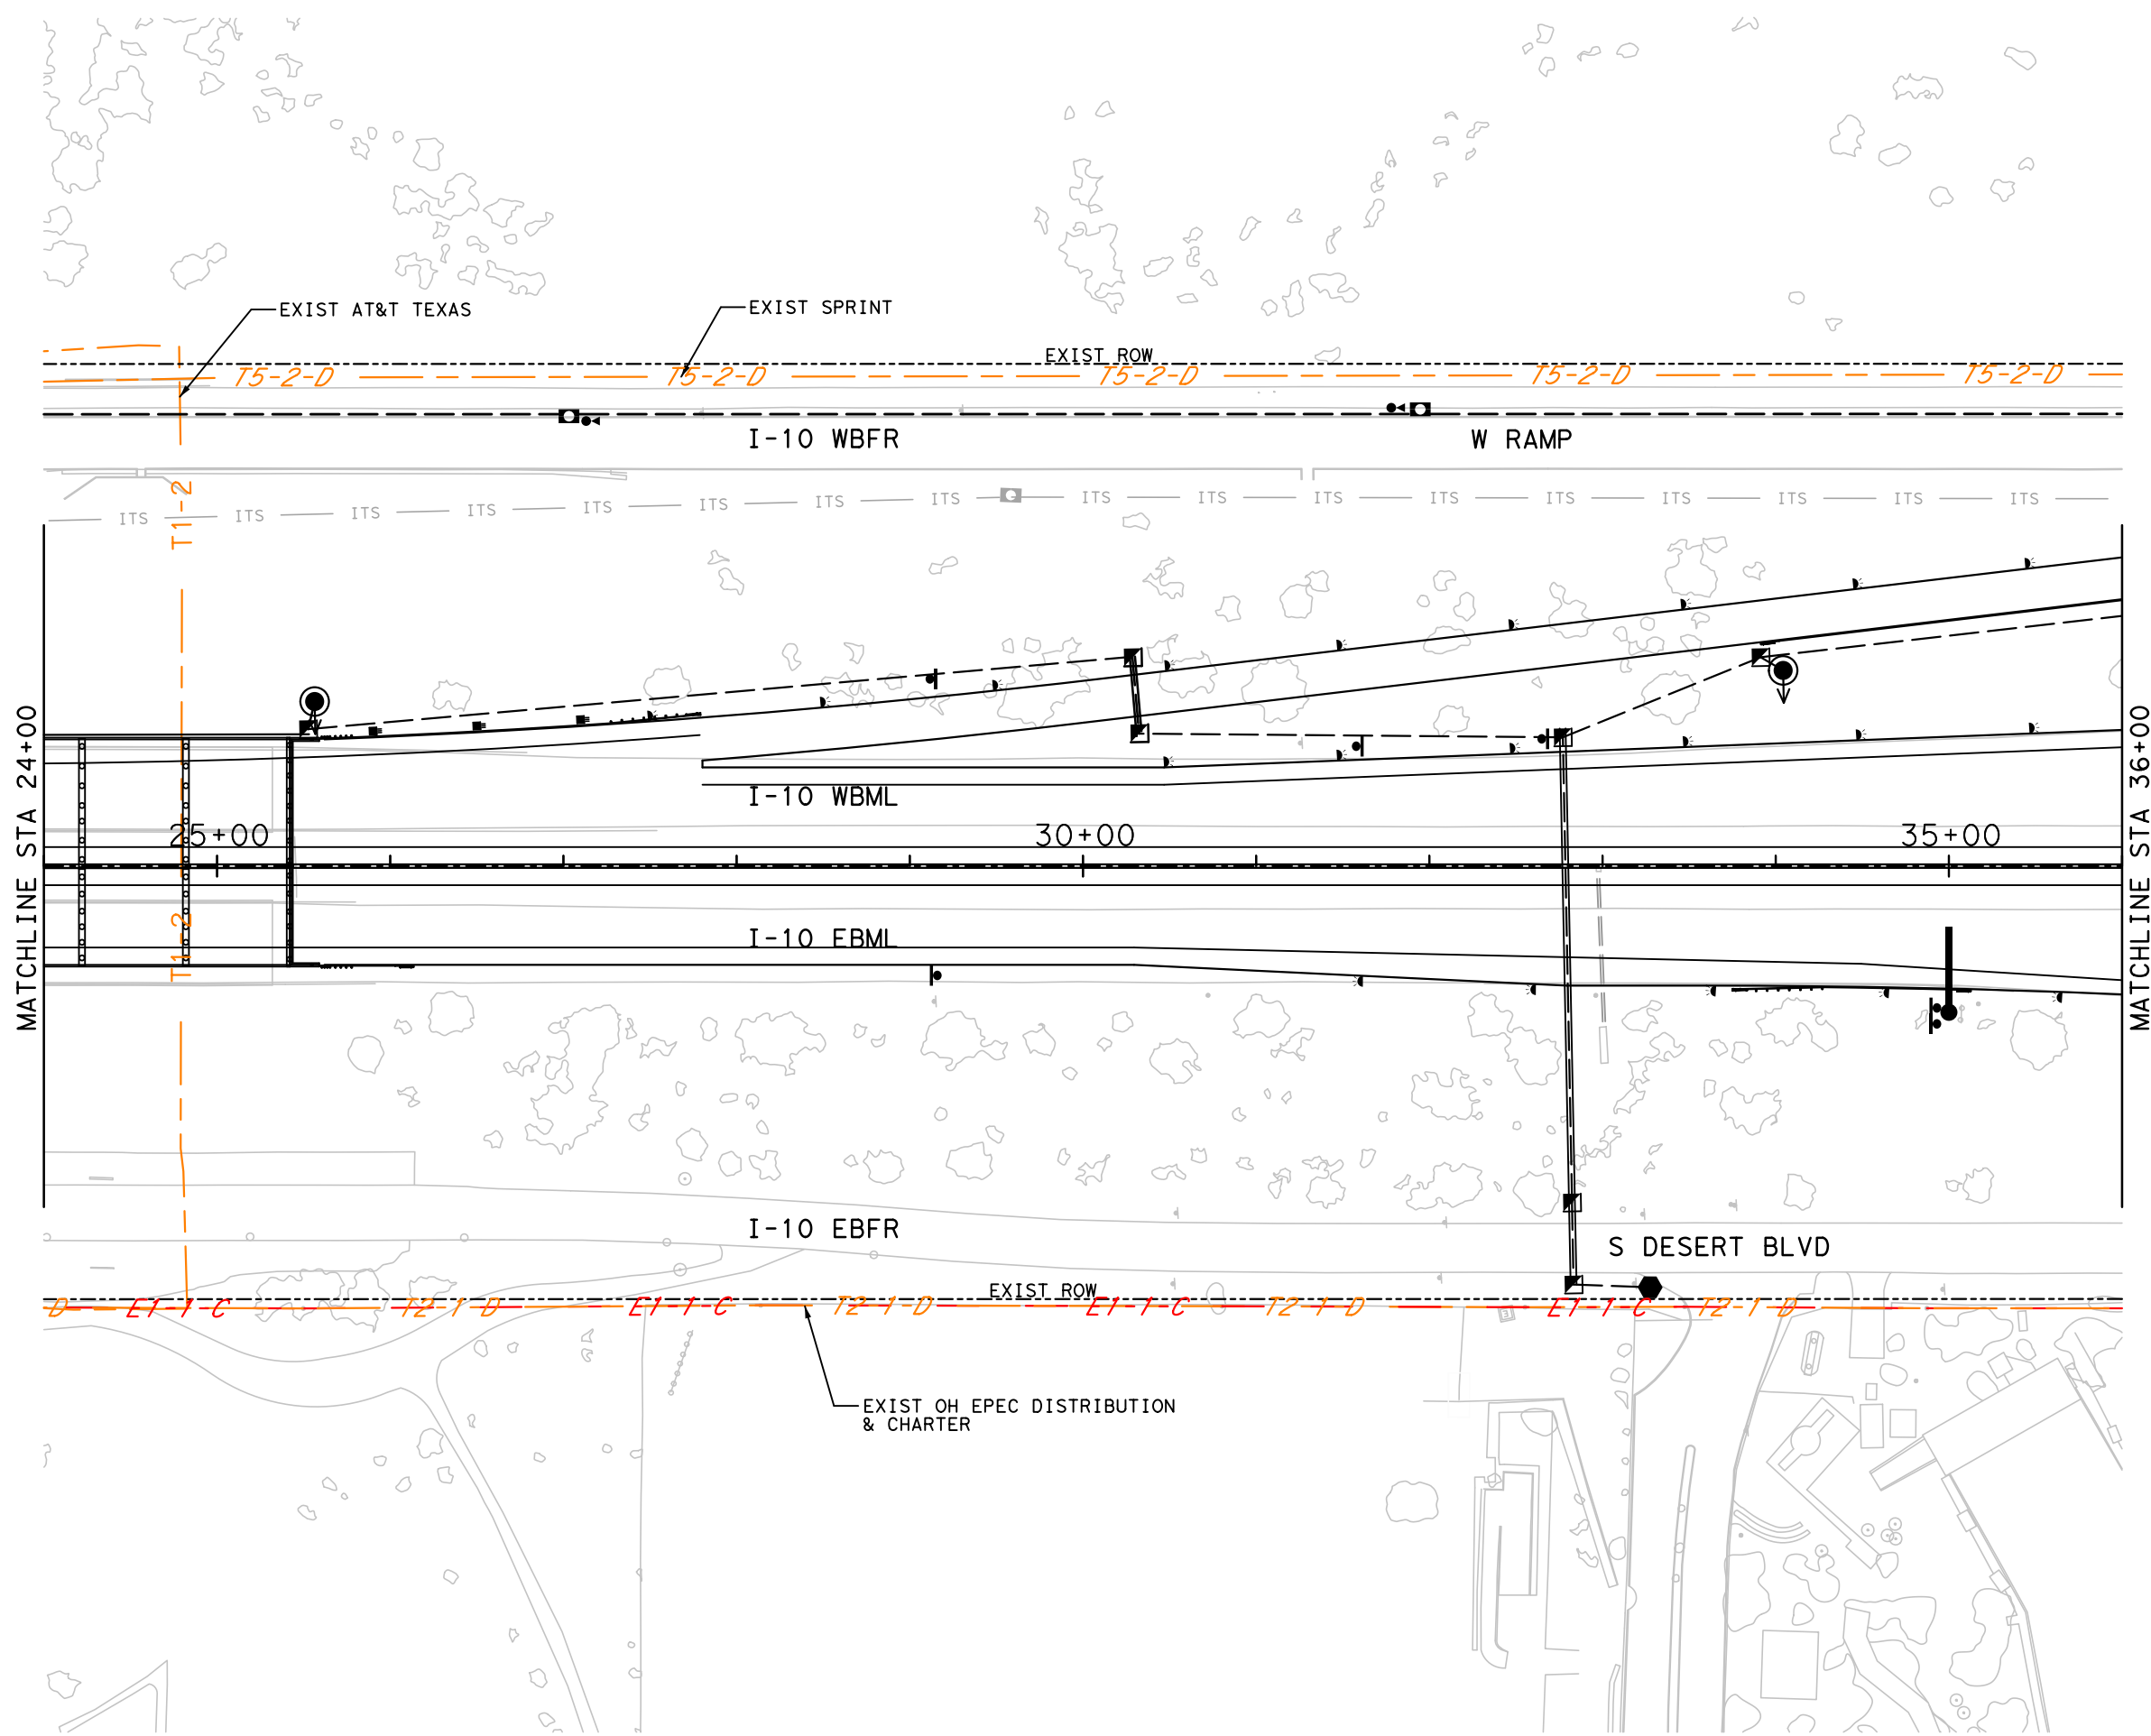 EXIST AT&T TEXAS
EXIST SPRINT
EXIST ROW
T5-2-D T5-2-D T5-2-D T5-2-D T5-2-D
I-10 WBFR
W RAMP
T1-2
ITS ITS ITS ITS ITS ITS ITS ITS ITS ITS ITS ITS ITS ITS ITS ITS ITS
MATCHLINE STA 24+00
MATCHLINE STA 36+00
I-10 WBML
25+00
30+00
35+00
T1-2
I-10 EBML
I-10 EBFR
S DESERT BLVD
EXIST ROW
D E1-1-C T2-1-D E1-1-C T2-1-D E1-1-C T2-1-D E1-1-C T2-1-D
EXIST OH EPEC DISTRIBUTION
& CHARTER